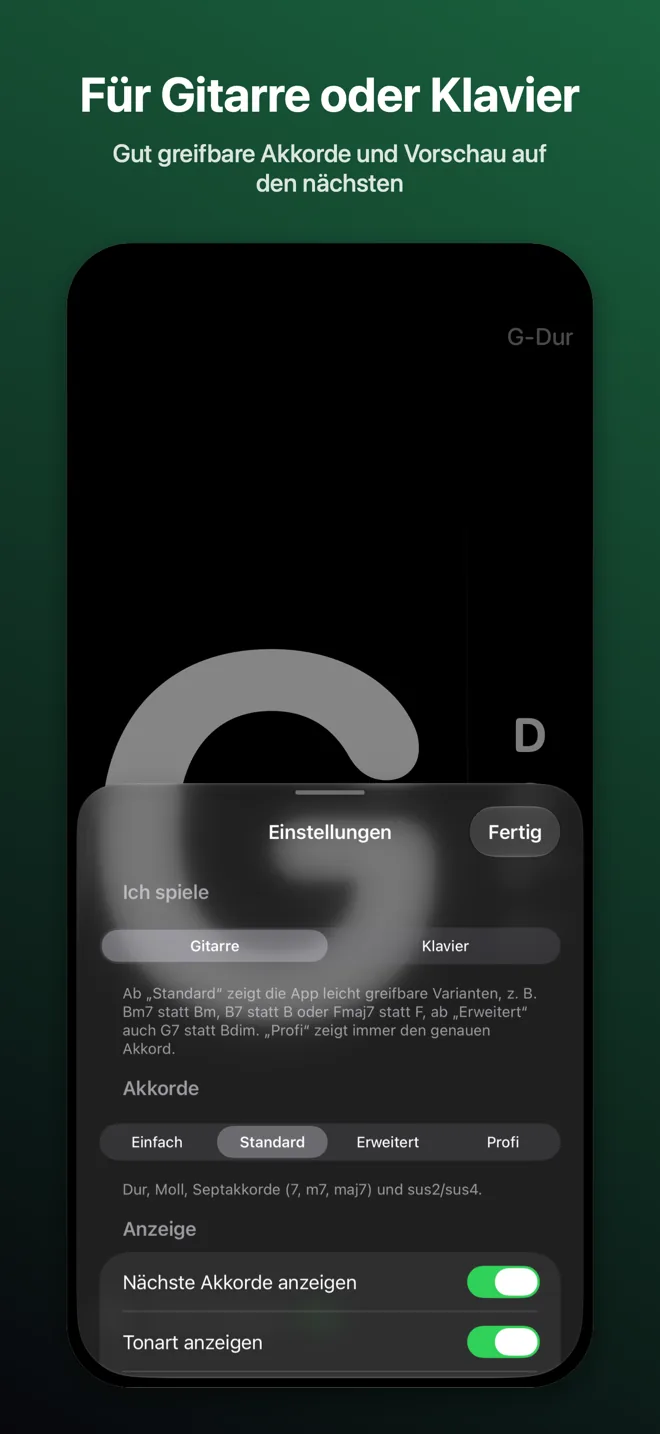 Für Gitarre oder Klavier
Gut greifbare Akkorde und Vorschau auf
den nächsten
G-Dur
G
D
Einstellungen
Fertig
Ich spiele
Gitarre
Klavier
Ab „Standard“ zeigt die App leicht greifbare Varianten, z. B.
Bm7 statt Bm, B7 statt B oder Fmaj7 statt F, ab „Erweitert“
auch G7 statt Bdim. „Profi“ zeigt immer den genauen
Akkord.
Akkorde
Einfach
Standard
Erweitert
Profi
Dur, Moll, Septakkorde (7, m7, maj7) und sus2/sus4.
Anzeige
Nächste Akkorde anzeigen
Tonart anzeigen